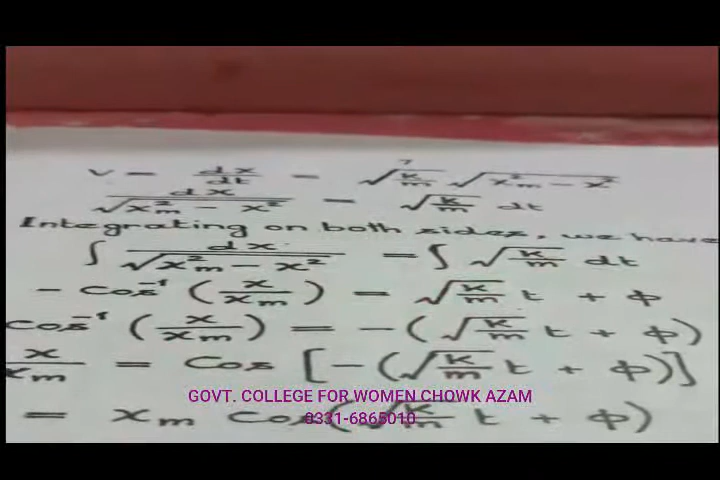 v = dx/dt = √(k/m) √(x²m − x²)
dx/√(x²m − x²) = √(k/m) dt
Integrating on both sides, we have
∫ dx/√(x²m − x²) = ∫ √(k/m) dt
− cos⁻¹ (x/xm) = √(k/m) t + φ
cos⁻¹ (x/xm) = −(√(k/m) t + φ)
x/xm = cos [−(√(k/m) t + φ)]
= xm cos(√(k/m) t + φ)
GOVT. COLLEGE FOR WOMEN CHOWK AZAM
0331-6865010